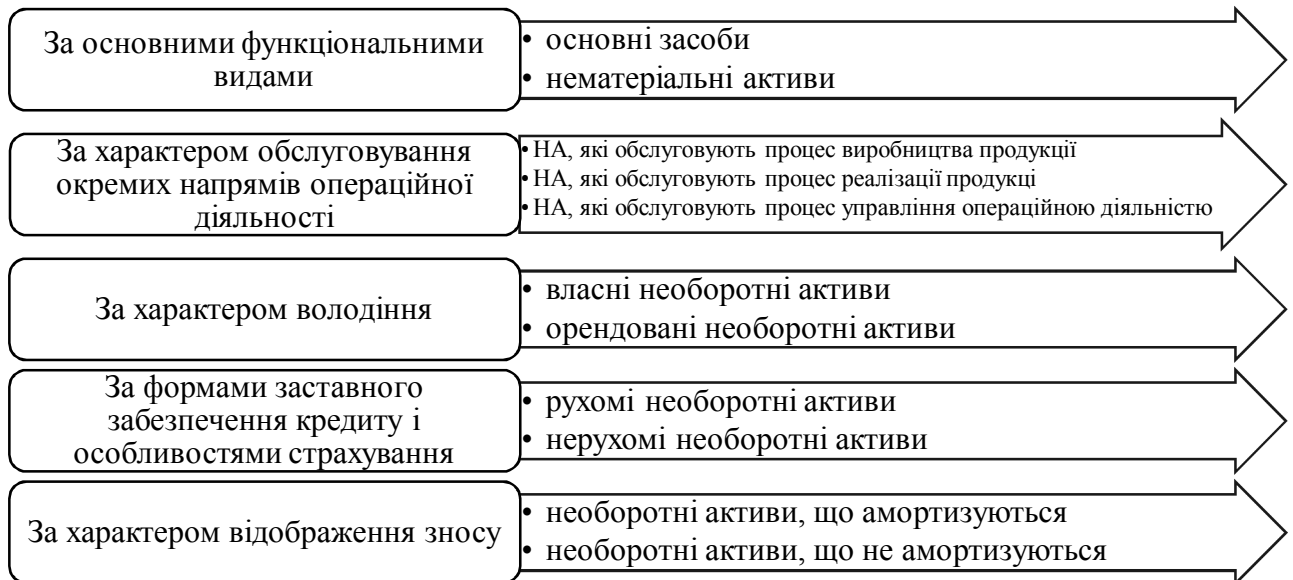 За основними функціональними
видами
• основні засоби
• нематеріальні активи
За характером обслуговування
окремих напрямів операційної
діяльності
• НА, які обслуговують процес виробництва продукції
• НА, які обслуговують процес реалізації продукці
• НА, які обслуговують процес управління операційною діяльністю
За характером володіння
• власні необоротні активи
• орендовані необоротні активи
За формами заставного
забезпечення кредиту і
особливостями страхування
• рухомі необоротні активи
• нерухомі необоротні активи
За характером відображення зносу
• необоротні активи, що амортизуються
• необоротні активи, що не амортизуються